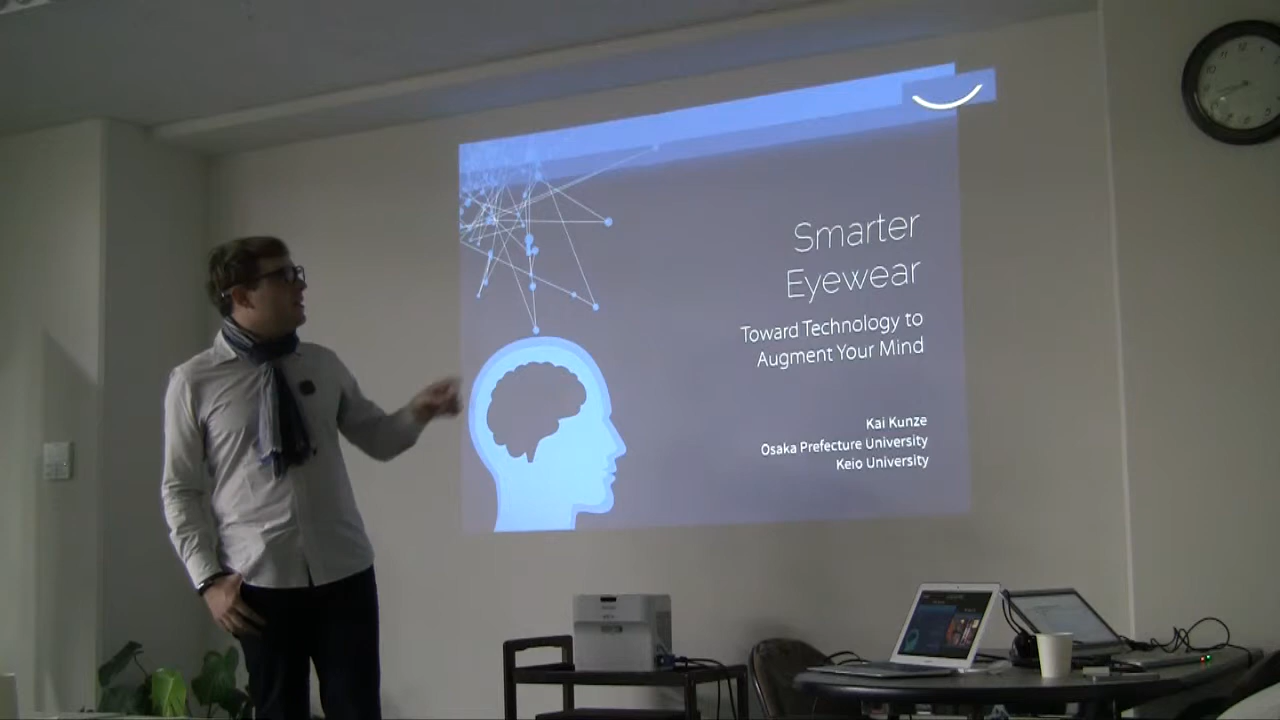 Smarter
Eyewear
Toward Technology to
Augment Your Mind
Kai Kunze
Osaka Prefecture University
Keio University